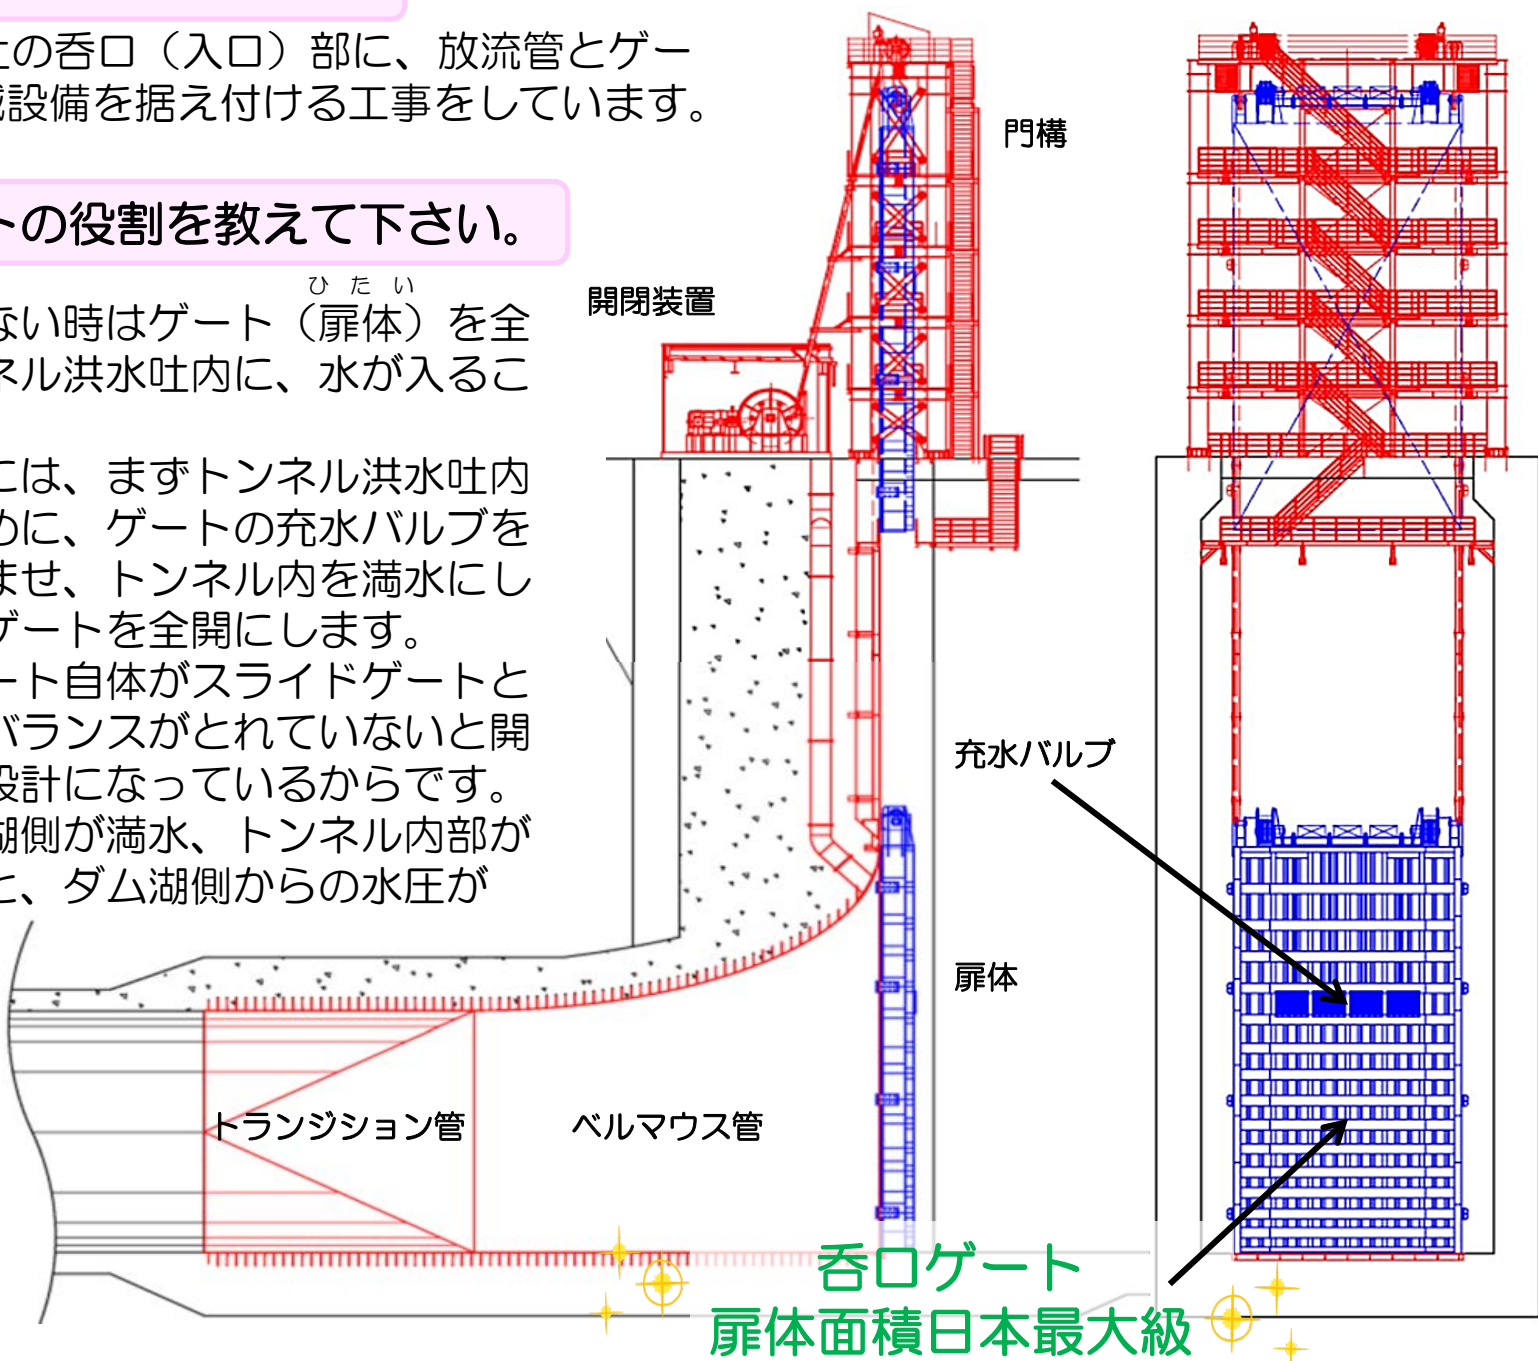 の呑口（入口）部に、放流管とゲー
設備を据え付ける工事をしています。
トの役割を教えて下さい。
ひたい
ない時はゲート（扉体）を全
ネル洪水吐内に、水が入るこ
には、まずトンネル洪水吐内
めに、ゲートの充水バルブを
ませ、トンネル内を満水にし
ゲートを全開にします。
ート自体がスライドゲートと
バランスがとれていないと開
設計になっているからです。
湖側が満水、トンネル内部が
と、ダム湖側からの水圧が
門構
開閉装置
充水バルブ
扉体
トランジション管
ベルマウス管
呑口ゲート
扉体面積日本最大級